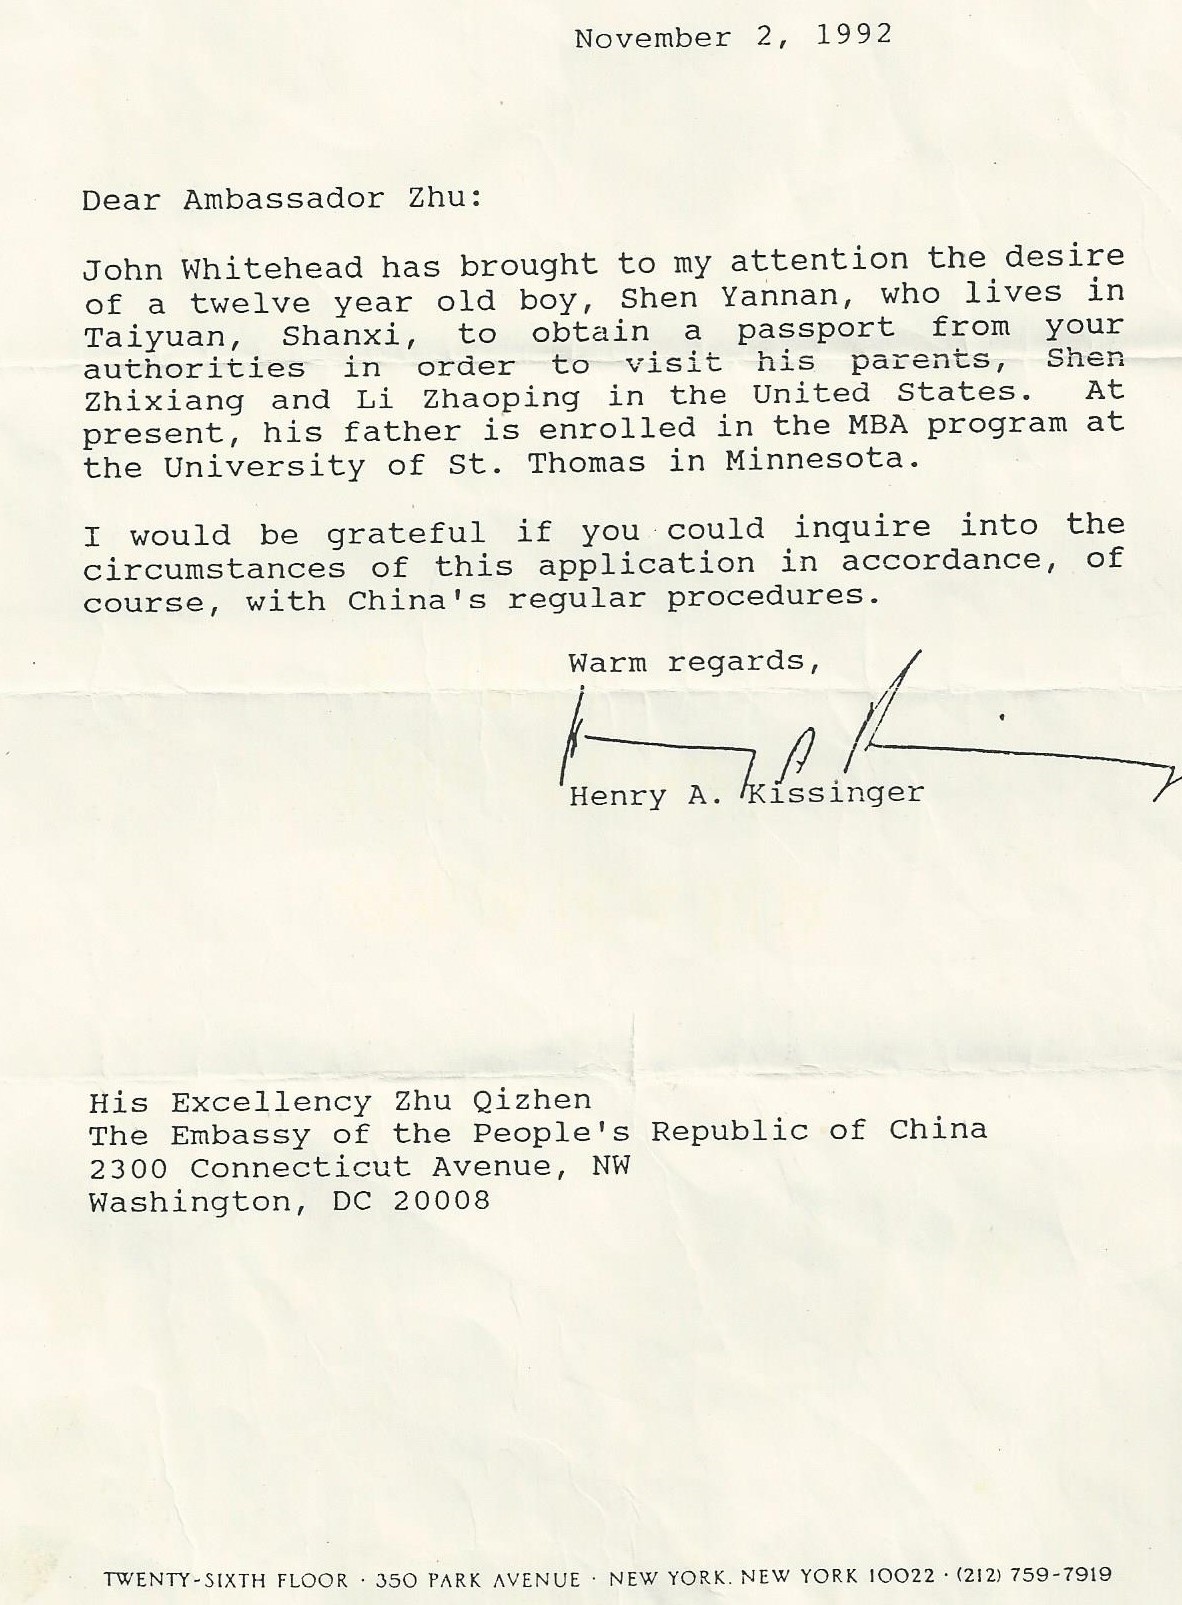 November 2, 1992
Dear Ambassador Zhu:
John Whitehead has brought to my attention the desire
of a twelve year old boy, Shen Yannan, who lives in
Taiyuan, Shanxi, to obtain a passport from your
authorities in order to visit his parents, Shen
Zhixiang and Li Zhaoping in the United States. At
present, his father is enrolled in the MBA program at
the University of St. Thomas in Minnesota.
I would be grateful if you could inquire into the
circumstances of this application in accordance, of
course, with China's regular procedures.
Warm regards,
Henry A. Kissinger
His Excellency Zhu Qizhen
The Embassy of the People's Republic of China
2300 Connecticut Avenue, NW
Washington, DC 20008
TWENTY-SIXTH FLOOR · 350 PARK AVENUE · NEW YORK. NEW YORK 10022 · (212) 759-7919